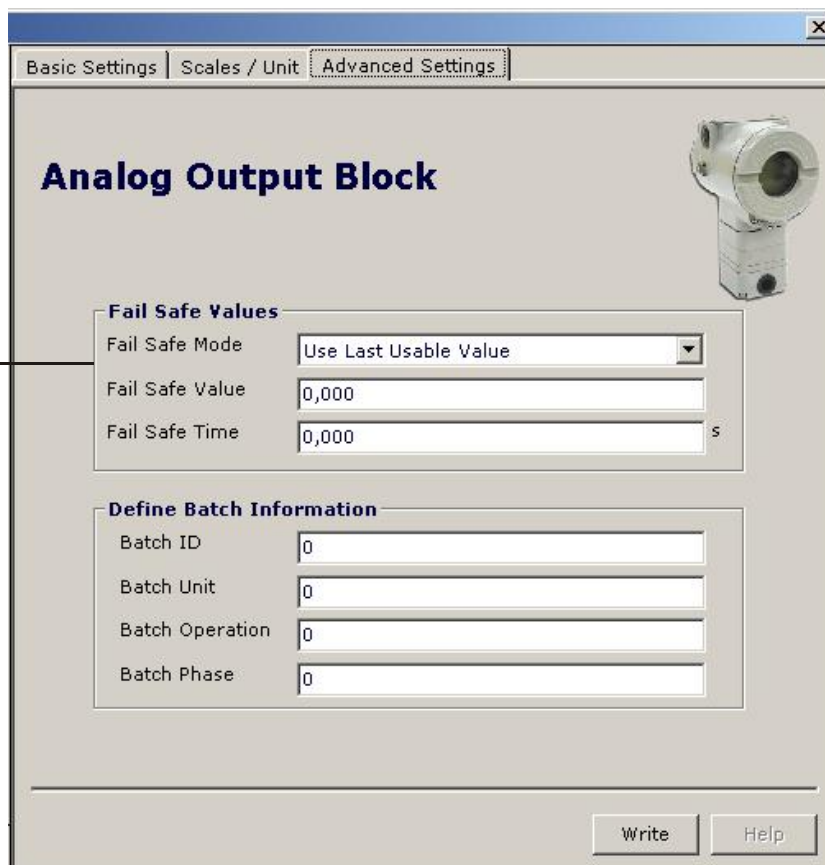 Basic Settings Scales / Unit Advanced Settings
Analog Output Block
Fail Safe Values
Fail Safe Mode Use Last Usable Value
Fail Safe Value 0,000
Fail Safe Time 0,000 s
Define Batch Information
Batch ID 0
Batch Unit 0
Batch Operation 0
Batch Phase 0
Write Help